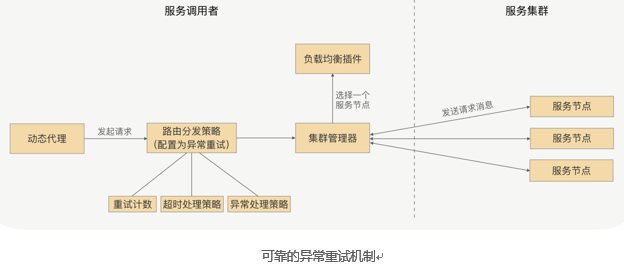 服务调用者
服务集群
负载均衡插件
选择一个
服务节点
发送请求消息
服务节点
动态代理
发起请求
路由分发策略
(配置为异常重试)
集群管理器
服务节点
服务节点
重试计数
超时处理策略
异常处理策略
可靠的异常重试机制